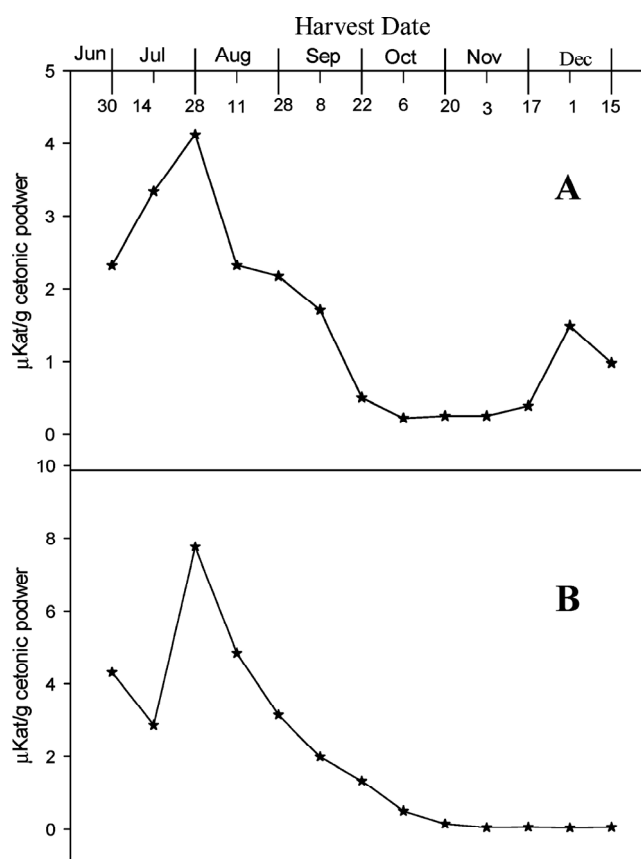 Harvest Date
Jun Jul Aug Sep Oct Nov Dec
30 14 28 11 28 8 22 6 20 3 17 1 15
5
4
3
2
1
0
µKat/g cetonic podwer
A
10
8
6
4
2
0
µKat/g cetonic podwer
B